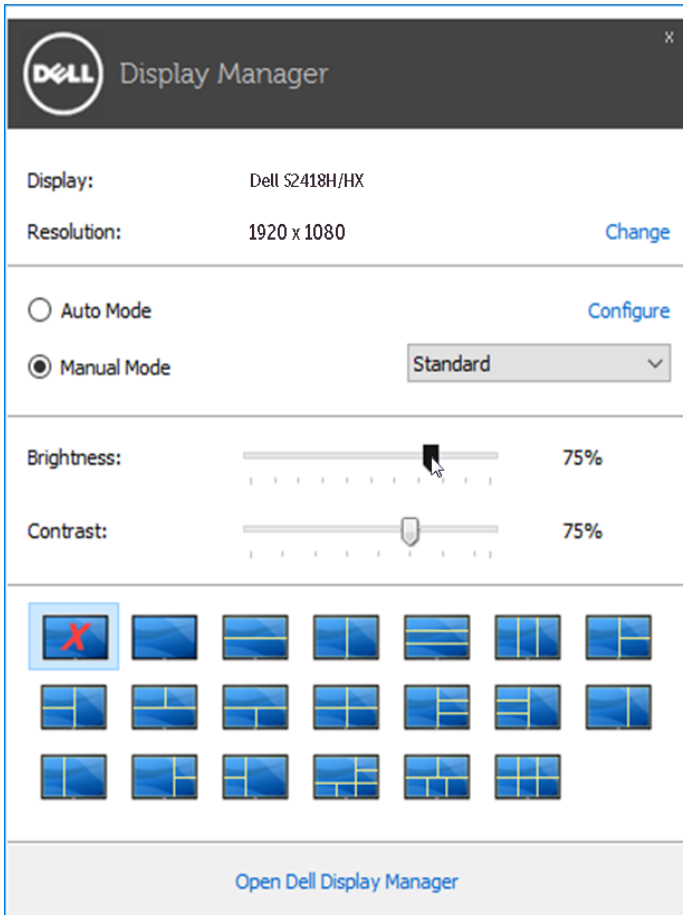 DELL Display Manager x
Display: Dell S2418H/HX
Resolution: 1920 x 1080 Change
Auto Mode Configure
Manual Mode Standard
Brightness: 75%
Contrast: 75%
X
Open Dell Display Manager